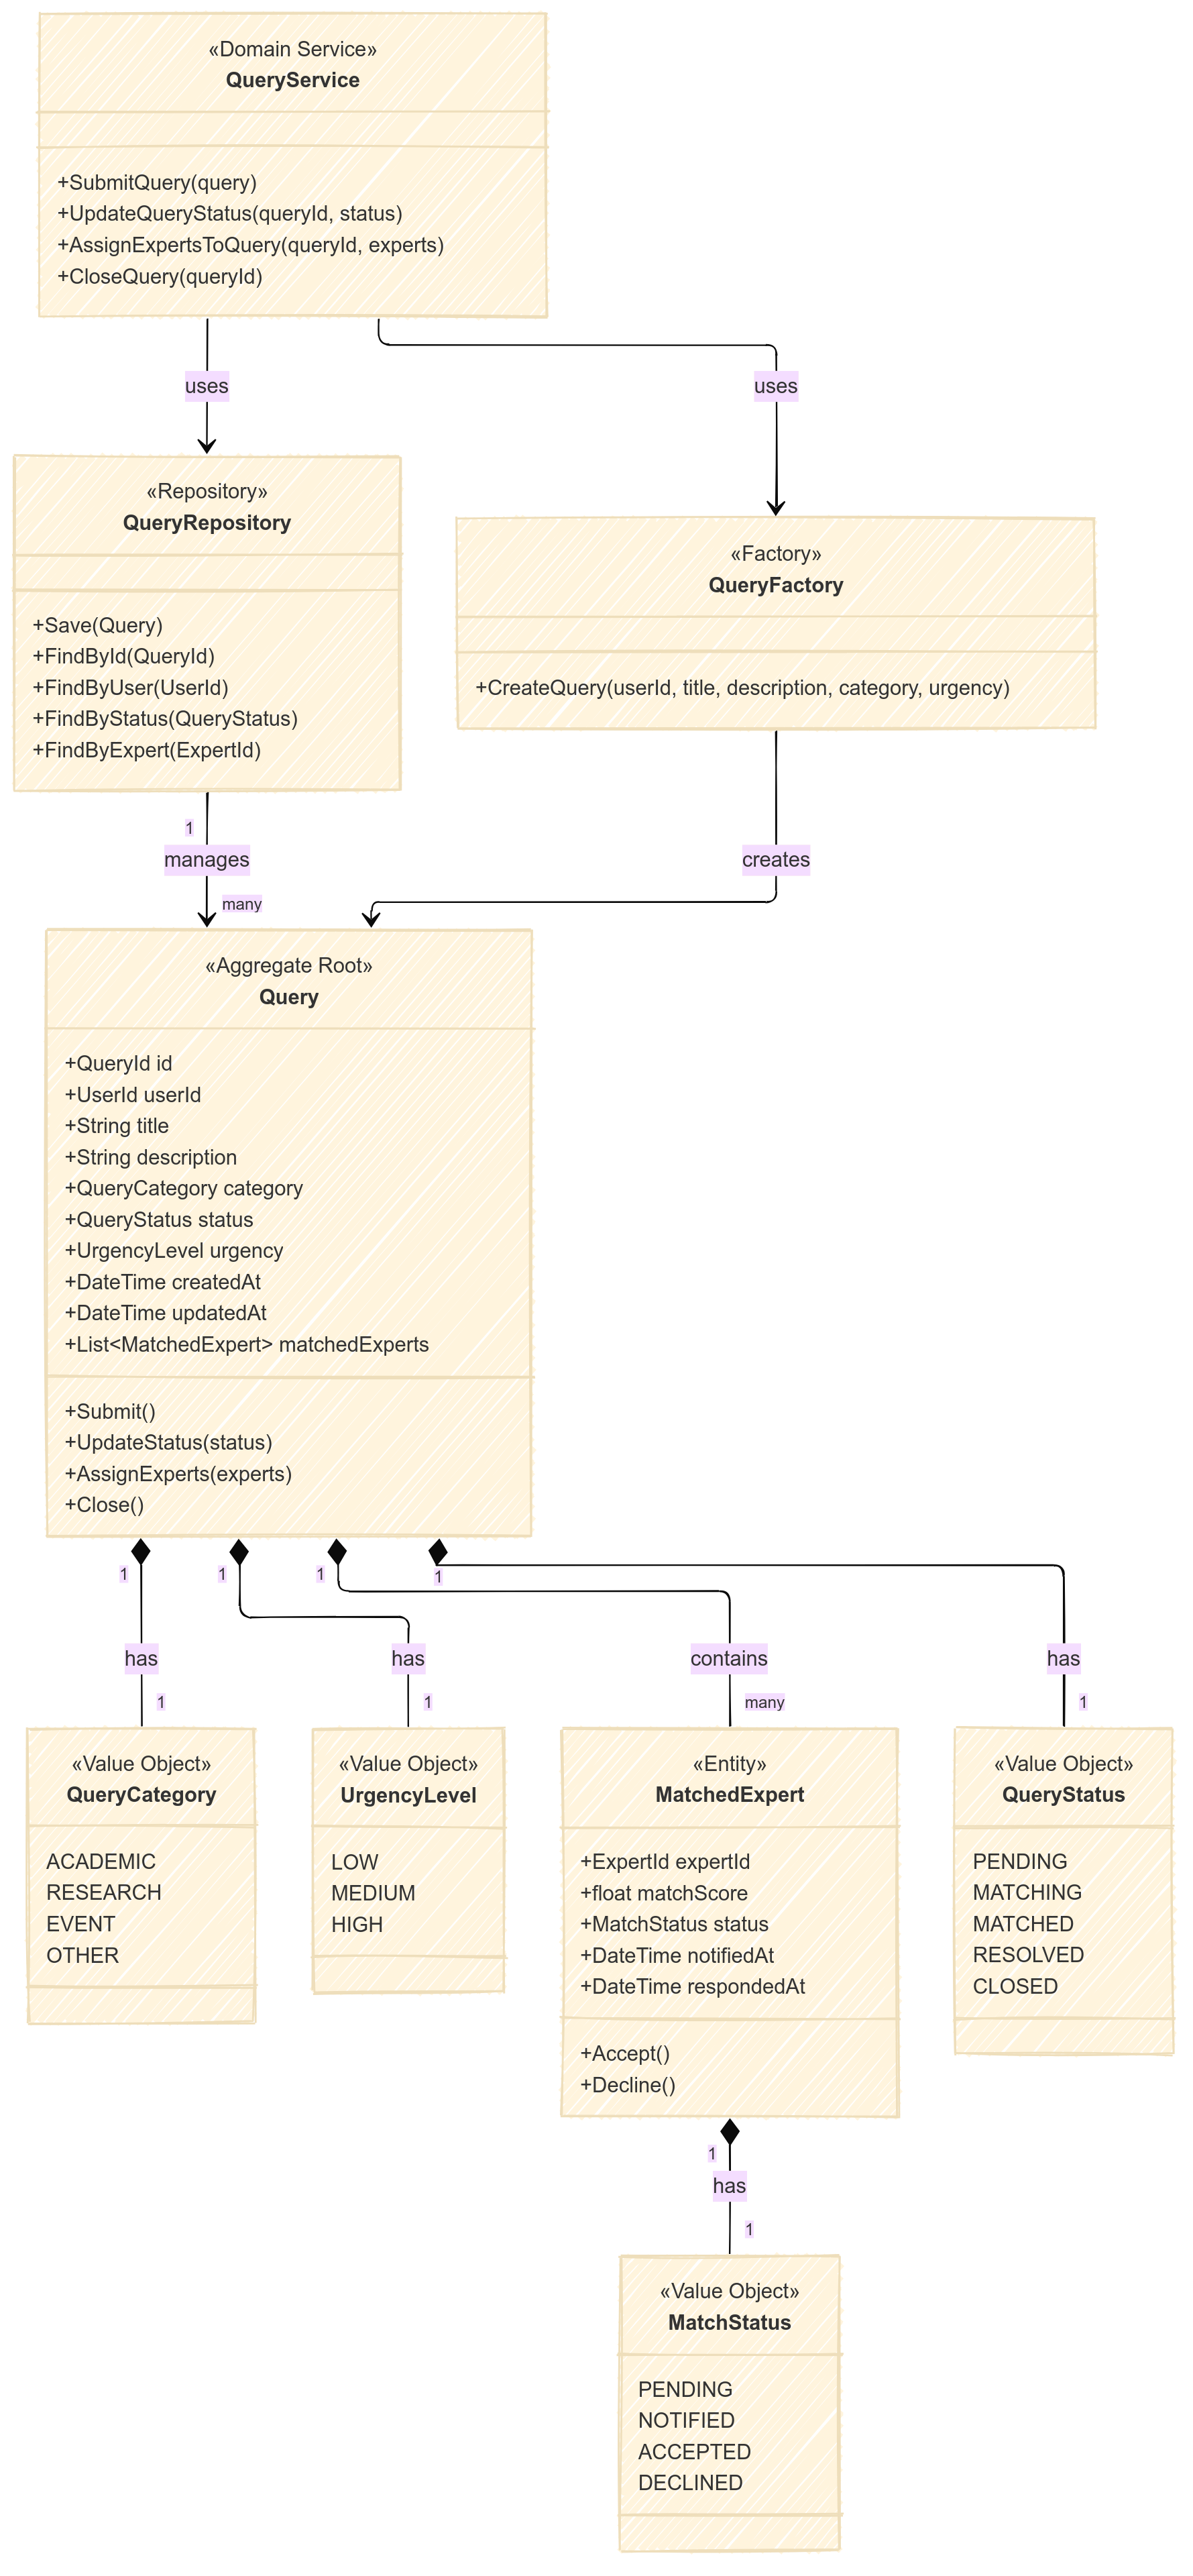 «Domain Service»
QueryService
+SubmitQuery(query)
+UpdateQueryStatus(queryId, status)
+AssignExpertsToQuery(queryId, experts)
+CloseQuery(queryId)
uses
uses
«Repository»
QueryRepository
+Save(Query)
+FindById(QueryId)
+FindByUser(UserId)
+FindByStatus(QueryStatus)
+FindByExpert(ExpertId)
«Factory»
QueryFactory
+CreateQuery(userId, title, description, category, urgency)
1
manages
many
creates
«Aggregate Root»
Query
+QueryId id
+UserId userId
+String title
+String description
+QueryCategory category
+QueryStatus status
+UrgencyLevel urgency
+DateTime createdAt
+DateTime updatedAt
+List<MatchedExpert> matchedExperts
+Submit()
+UpdateStatus(status)
+AssignExperts(experts)
+Close()
1
1
1
1
has
has
contains
has
1
1
many
1
«Value Object»
QueryCategory
ACADEMIC
RESEARCH
EVENT
OTHER
«Value Object»
UrgencyLevel
LOW
MEDIUM
HIGH
«Entity»
MatchedExpert
+ExpertId expertId
+float matchScore
+MatchStatus status
+DateTime notifiedAt
+DateTime respondedAt
+Accept()
+Decline()
«Value Object»
QueryStatus
PENDING
MATCHING
MATCHED
RESOLVED
CLOSED
1
has
1
«Value Object»
MatchStatus
PENDING
NOTIFIED
ACCEPTED
DECLINED